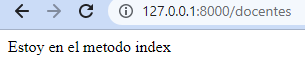 127.0.0.1:8000/docentes
Estoy en el metodo index